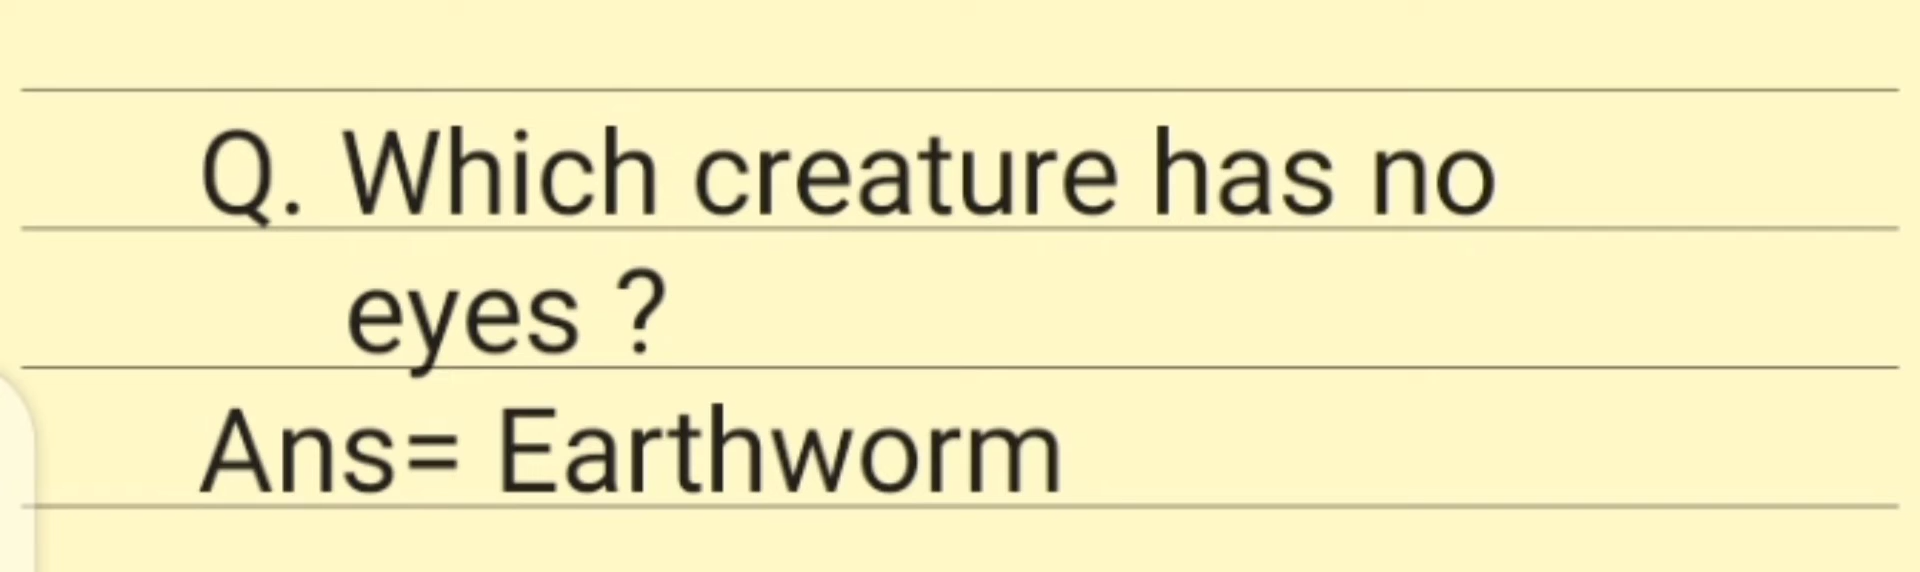 Q. Which creature has no
eyes ?
Ans= Earthworm